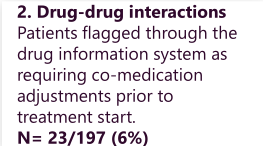 2. Drug-drug interactions
Patients flagged through the
drug information system as
requiring co-medication
adjustments prior to
treatment start.
N= 23/197 (6%)